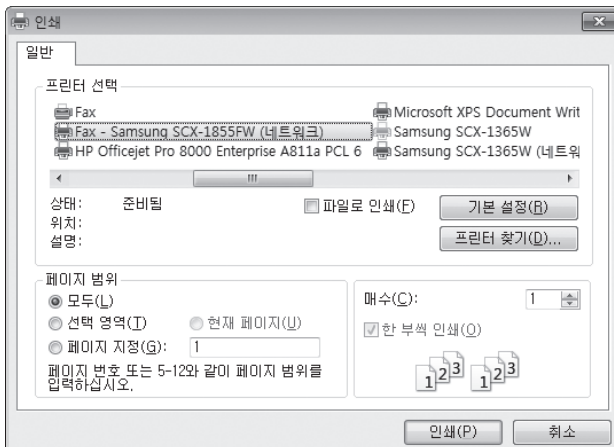 인쇄
일반
프린터 선택
Fax
Fax - Samsung SCX-1855FW (네트워크)
HP Officejet Pro 8000 Enterprise A811a PCL 6
Microsoft XPS Document Writ
Samsung SCX-1365W
Samsung SCX-1365W (네트워
상태: 준비됨
위치:
설명:
파일로 인쇄(F)
기본 설정(R)
프린터 찾기(D)...
페이지 범위
모두(L)
선택 영역(T) 현재 페이지(U)
페이지 지정(G): 1
페이지 번호 또는 5-12와 같이 페이지 범위를
입력하십시오.
매수(C): 1
한 부씩 인쇄(O)
1 2 3 1 2 3
인쇄(P) 취소